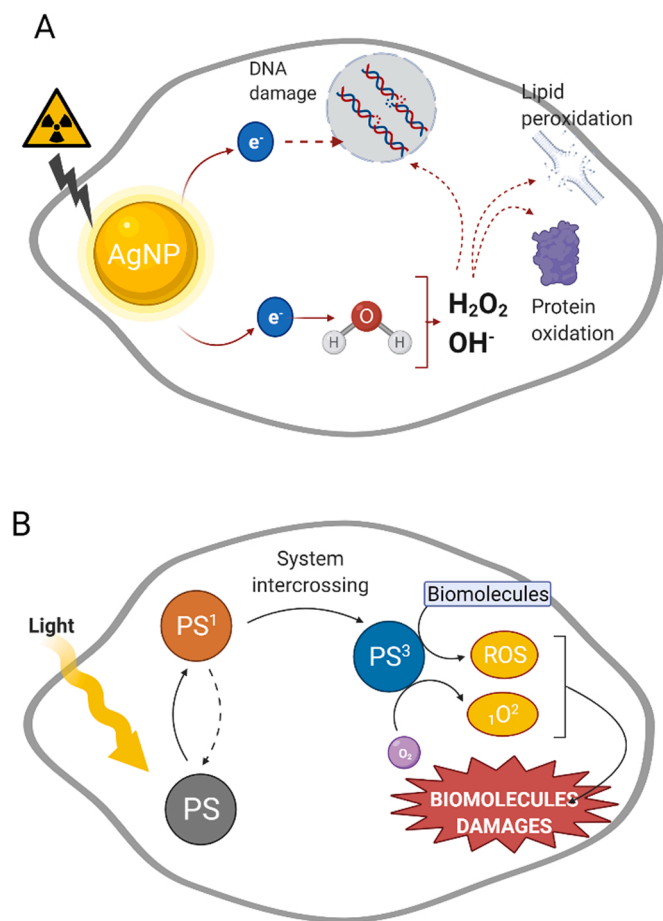 A
DNA
damage
Lipid
peroxidation
e⁻
AgNP
e⁻
O
H
H
H₂O₂
OH⁻
Protein
oxidation
B
System
intercrossing
Light
PS¹
Biomolecules
PS³
ROS
₁O²
O₂
PS
BIOMOLECULES
DAMAGES